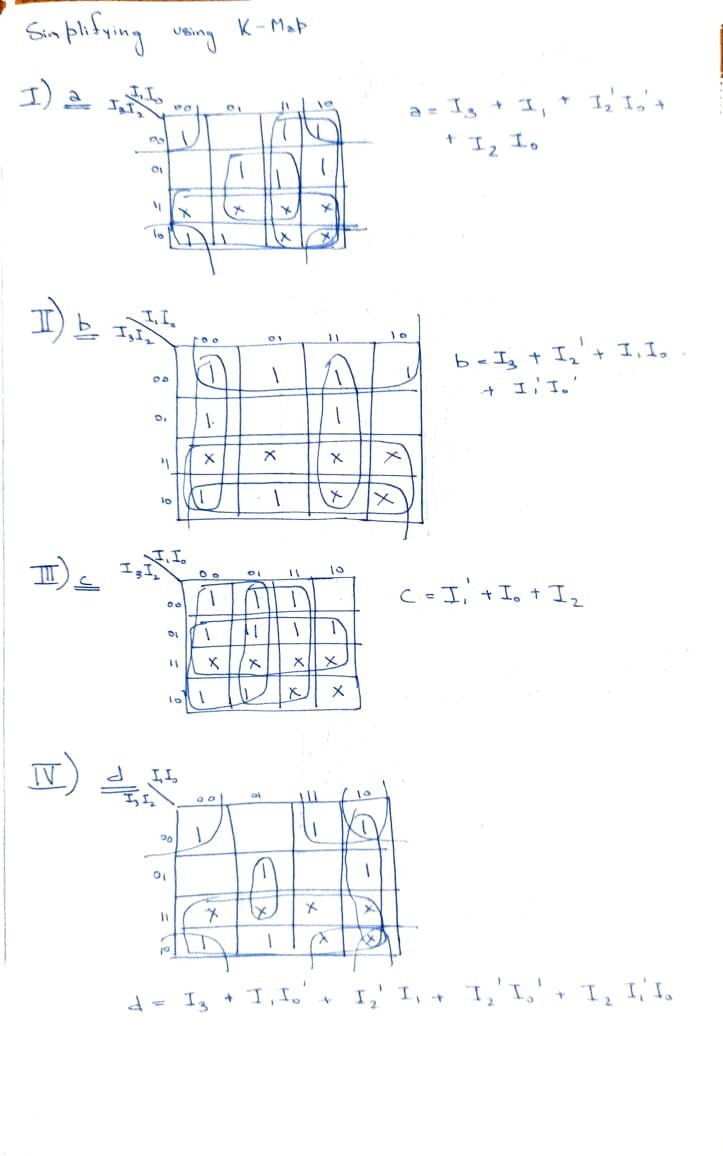 Simplifying using K-Map
I) a
I₁I₀
I₃I₂
00 01 11 10
00 1 1 1
01 1 1 1
11 x x x x
10 1 1 x x
a = I₃ + I₁ + I₂'I₀' +
+ I₂ I₀
II) b
I₁I₀
I₃I₂
00 01 11 10
00 1 1 1 1
01 1 1
11 x x x x
10 1 1 x x
b = I₃ + I₂' + I₁I₀
+ I₁'I₀'
III) c
I₁I₀
I₃I₂
00 01 11 10
00 1 1 1
01 1 1 1 1
11 x x x x
10 1 1 x x
c = I₁' + I₀ + I₂
IV) d
I₁I₀
I₃I₂
00 01 11 10
00 1 1 1
01 1 1
11 x x x x
10 1 1 x x
d = I₃ + I₁I₀' + I₂'I₁ + I₂'I₀' + I₂ I₁'I₀